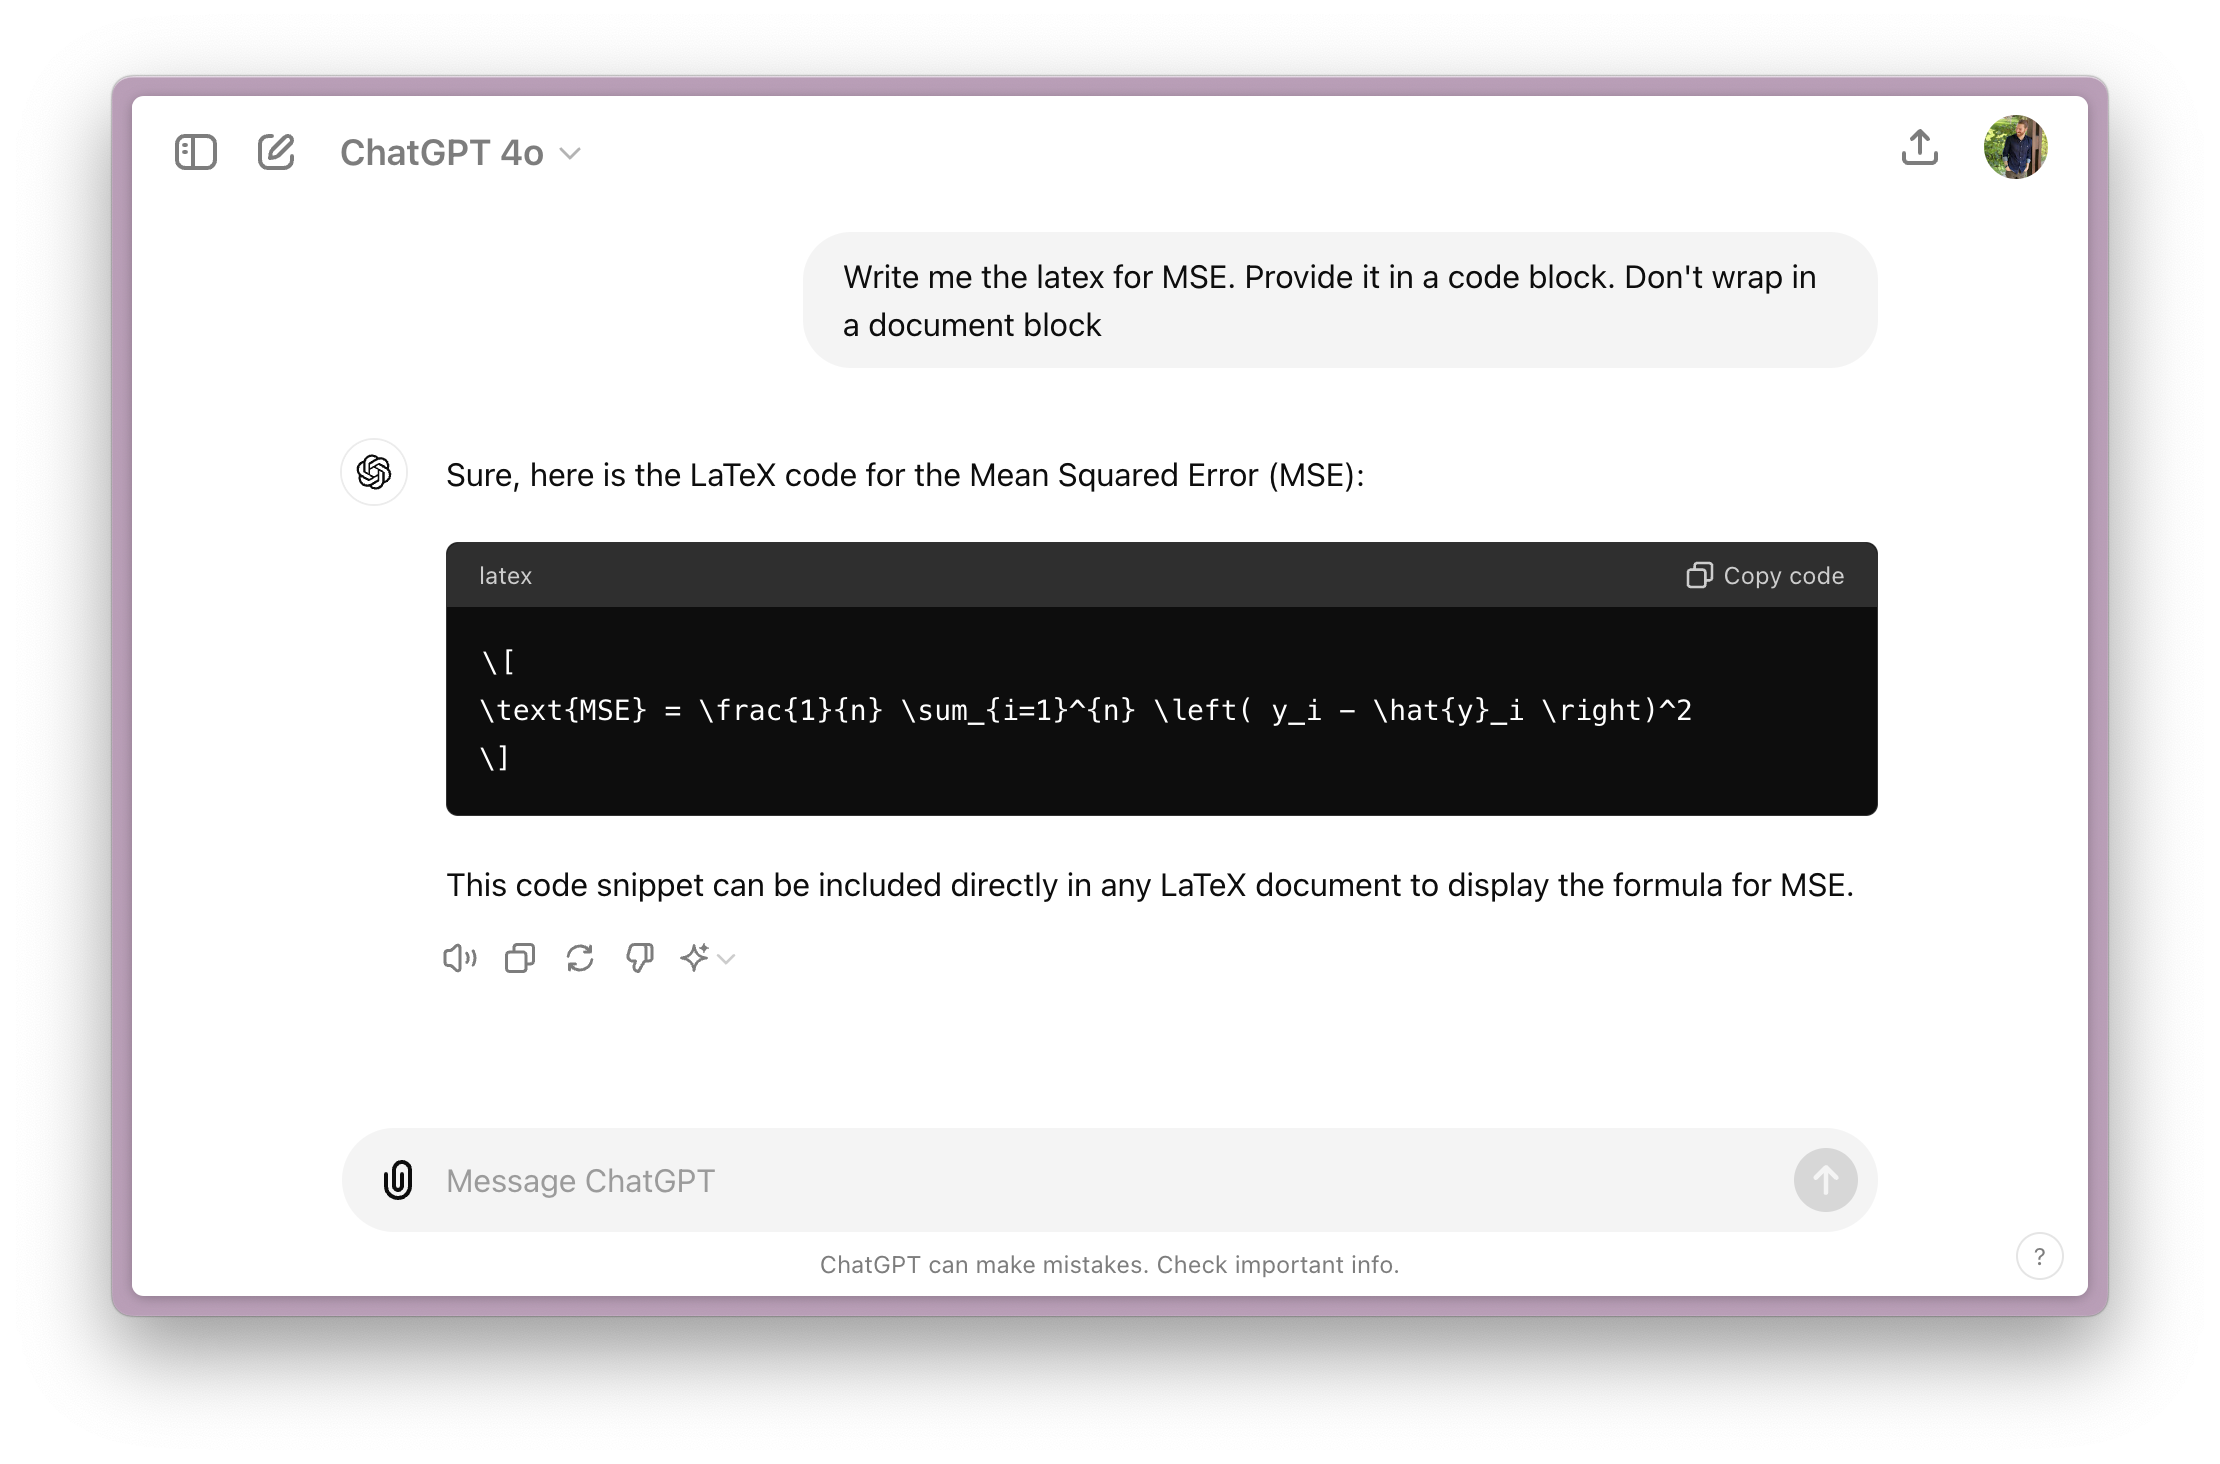 ChatGPT 4o
Write me the latex for MSE. Provide it in a code block. Don't wrap in
a document block
Sure, here is the LaTeX code for the Mean Squared Error (MSE):
latex
Copy code
\[
\text{MSE} = \frac{1}{n} \sum_{i=1}^{n} \left( y_i - \hat{y}_i \right)^2
\]
This code snippet can be included directly in any LaTeX document to display the formula for MSE.
Message ChatGPT
ChatGPT can make mistakes. Check important info.
?